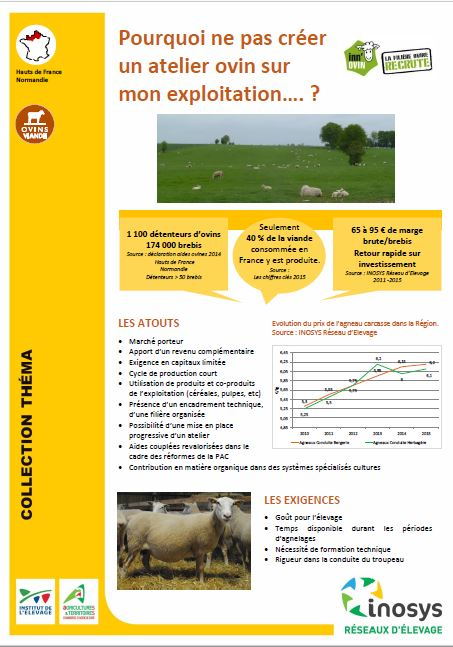 Pourquoi ne pas créer
un atelier ovin sur
mon exploitation.... ?
inn'
OVIN
LA FILIÈRE OVINE
RECRUTE
Hauts de France
Normandie
OVINS
VIANDE
1 100 détenteurs d'ovins
174 000 brebis
Source : déclaration aides ovines 2014
Hauts de France
Normandie
Détenteurs > 50 brebis
Seulement
40 % de la viande
consommée en
France y est produite.
Source :
Les chiffres clés 2015
65 à 95 € de marge
brute/brebis
Retour rapide sur
investissement
Source : INOSYS Réseau d'Elevage
2011 -2015
LES ATOUTS
• Marché porteur
• Apport d'un revenu complémentaire
• Exigence en capitaux limitée
• Cycle de production court
• Utilisation de produits et co-produits
de l'exploitation (céréales, pulpes, etc)
• Présence d'un encadrement technique,
d'une filière organisée
• Possibilité d'une mise en place
progressive d'un atelier
• Aides couplées revalorisées dans le
cadre des réformes de la PAC
• Contribution en matière organique dans des systèmes spécialisés cultures
Evolution du prix de l'agneau carcasse dans la Région.
Source : INOSYS Réseau d'Elevage
2010 2011 2012 2013 2014 2015
Agneaux Conduite Bergerie
Agneaux Conduite Herbagère
LES EXIGENCES
• Goût pour l'élevage
• Temps disponible durant les périodes
d'agnelages
• Nécessité de formation technique
• Rigueur dans la conduite du troupeau
COLLECTION THÉMA
INSTITUT DE
L'ELEVAGE
AGRICULTURES
& TERRITOIRES
CHAMBRES D'AGRICULTURE
inosys
RÉSEAUX D'ÉLEVAGE